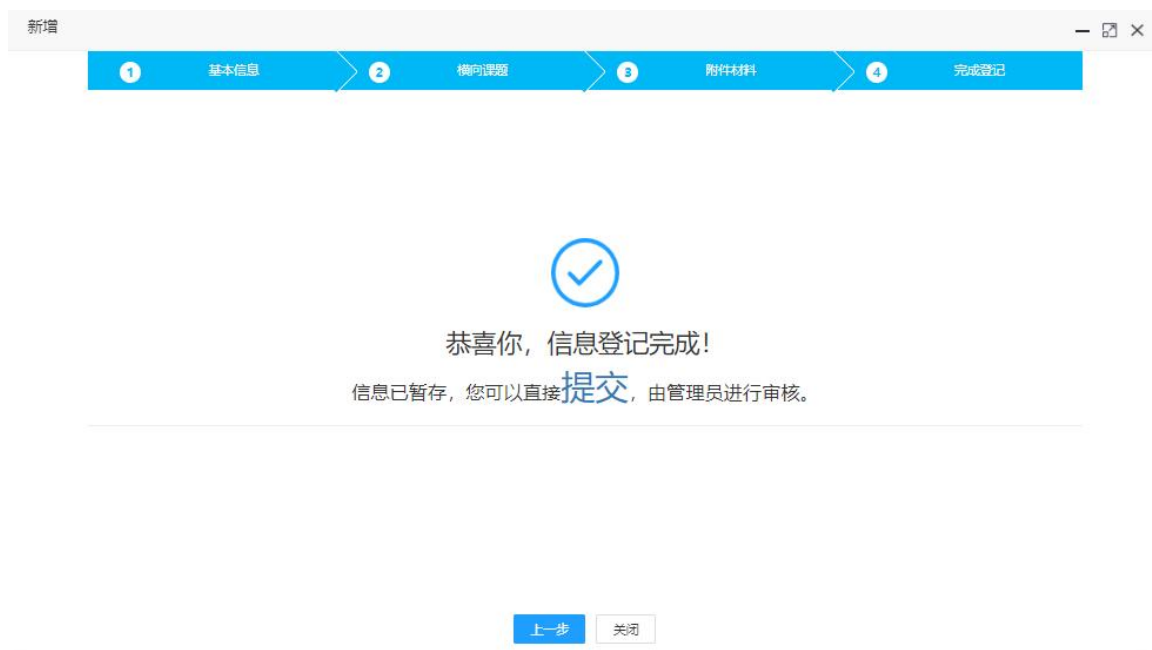 新增
1 基本信息 2 横向课题 3 附件材料 4 完成登记
恭喜你，信息登记完成！
信息已暂存，您可以直接提交，由管理员进行审核。
上一步 关闭